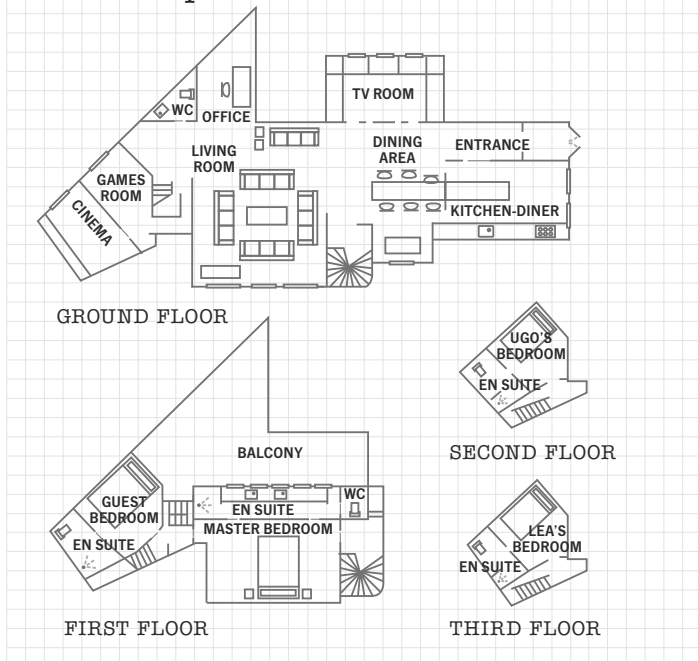 TV ROOM
WC
OFFICE
DINING
AREA
ENTRANCE
LIVING
ROOM
GAMES
ROOM
CINEMA
KITCHEN-DINER
GROUND FLOOR
UGO'S
BEDROOM
EN SUITE
SECOND FLOOR
BALCONY
WC
GUEST
BEDROOM
EN SUITE
EN SUITE
MASTER BEDROOM
FIRST FLOOR
LEA'S
BEDROOM
EN SUITE
THIRD FLOOR